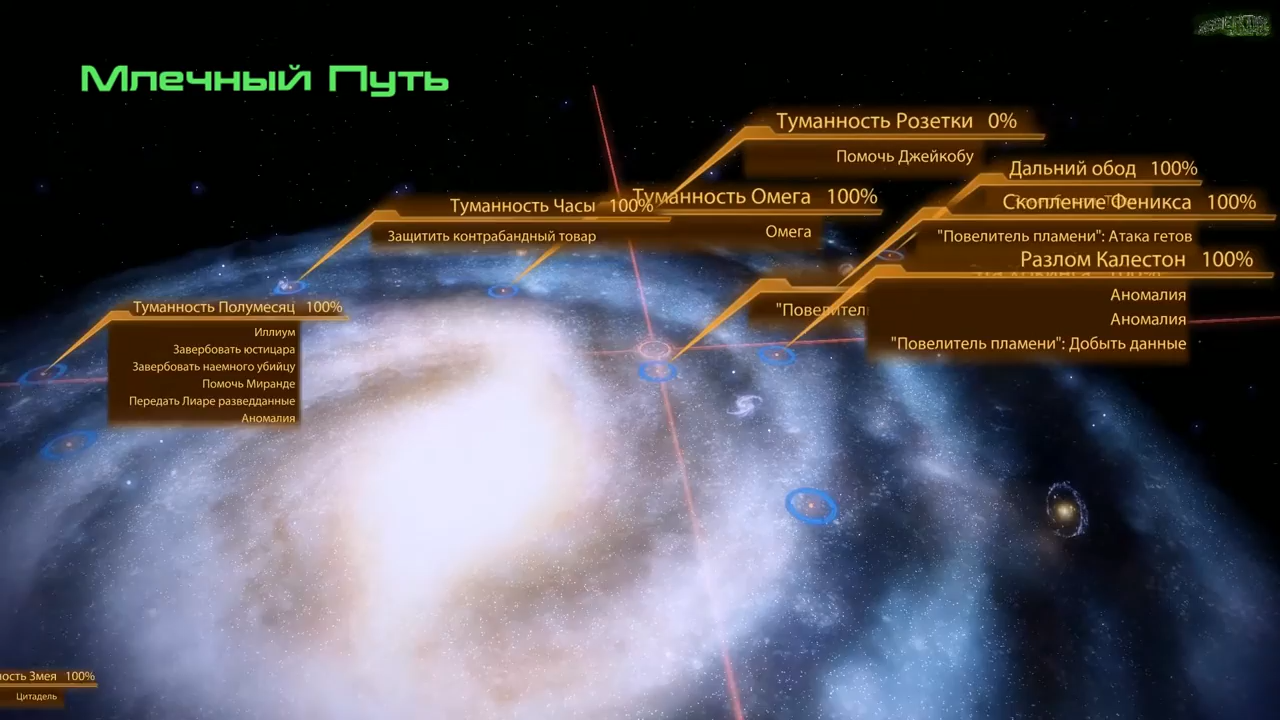 Млечный Путь
Туманность Розетки 0%
Помочь Джейкобу
Дальний обод 100%
Туманность Омега 100%
Омега
Туманность Часы 100%
Защитить контрабандный товар
Скопление Феникса 100%
"Повелитель пламени": Атака гетов
Разлом Калестон 100%
Аномалия
Аномалия
"Повелитель пламени": Добыть данные
"Повелитель
Туманность Полумесяц 100%
Иллиум
Завербовать юстицара
Завербовать наемного убийцу
Помочь Миранде
Передать Лиаре разведданные
Аномалия
ность Змея 100%
Цитадель